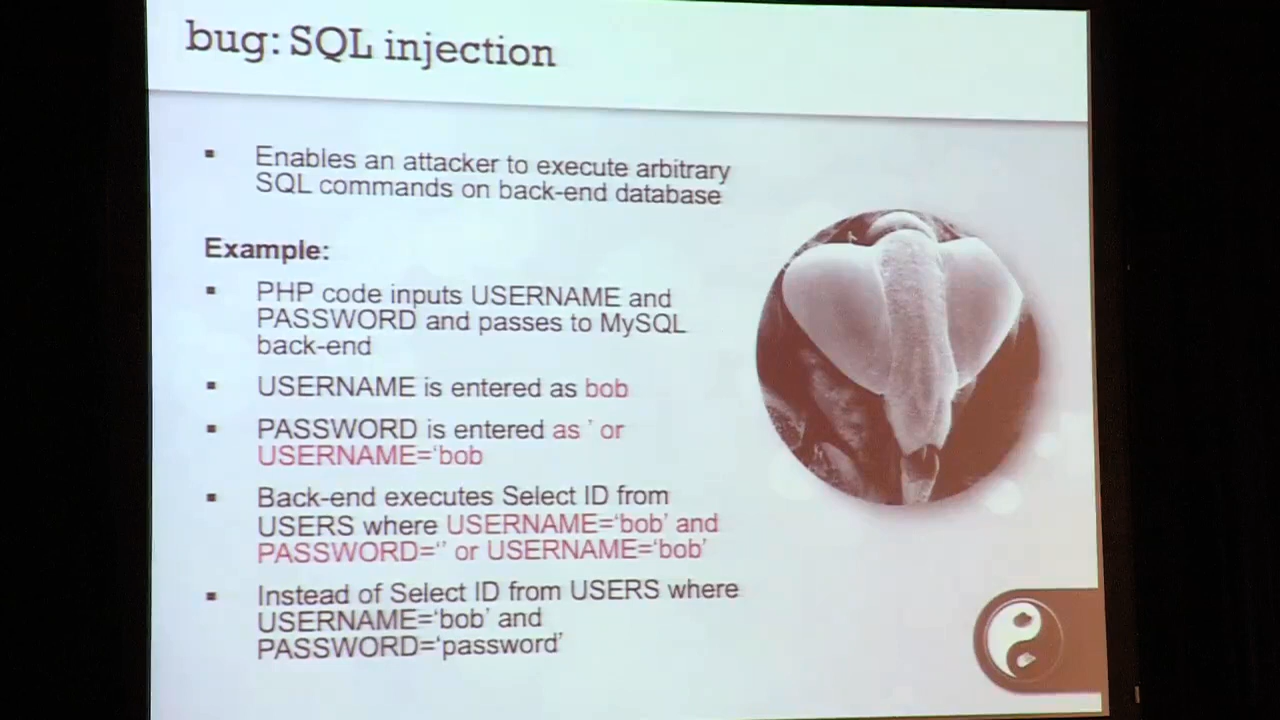 bug: SQL injection
▪ Enables an attacker to execute arbitrary
SQL commands on back-end database
Example:
▪ PHP code inputs USERNAME and
PASSWORD and passes to MySQL
back-end
▪ USERNAME is entered as bob
▪ PASSWORD is entered as ’ or
USERNAME=‘bob
▪ Back-end executes Select ID from
USERS where USERNAME=‘bob’ and
PASSWORD=‘’ or USERNAME=‘bob’
▪ Instead of Select ID from USERS where
USERNAME=‘bob’ and
PASSWORD=‘password’